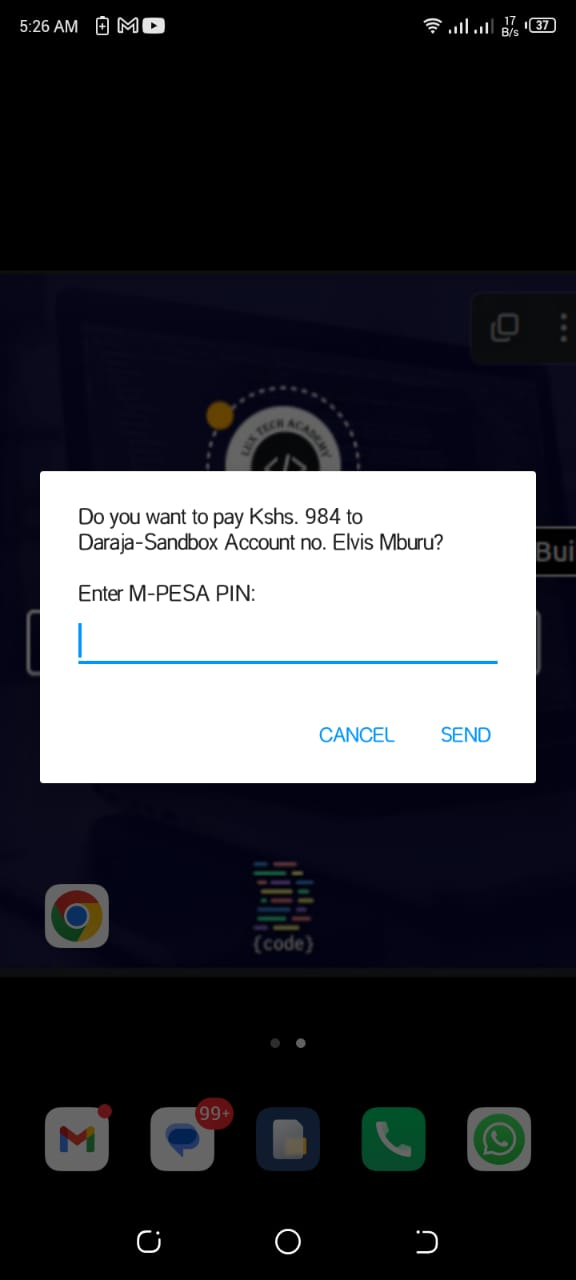 5:26 AM
17
B/s
37
LUX TECH ACADEMY
</>
Do you want to pay Kshs. 984 to
Daraja-Sandbox Account no. Elvis Mburu?
Bui
Enter M-PESA PIN:
CANCEL SEND
{code}
99+